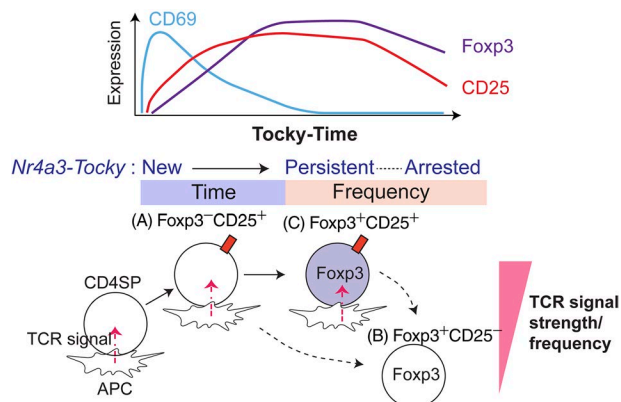 CD69
Expression
Foxp3
CD25
Tocky-Time
Nr4a3-Tocky : New Persistent Arrested
Time Frequency
(A) Foxp3⁻CD25⁺ (C) Foxp3⁺CD25⁺
CD4SP
Foxp3
TCR signal
APC
(B) Foxp3⁺CD25⁻
Foxp3
TCR signal
strength/
frequency